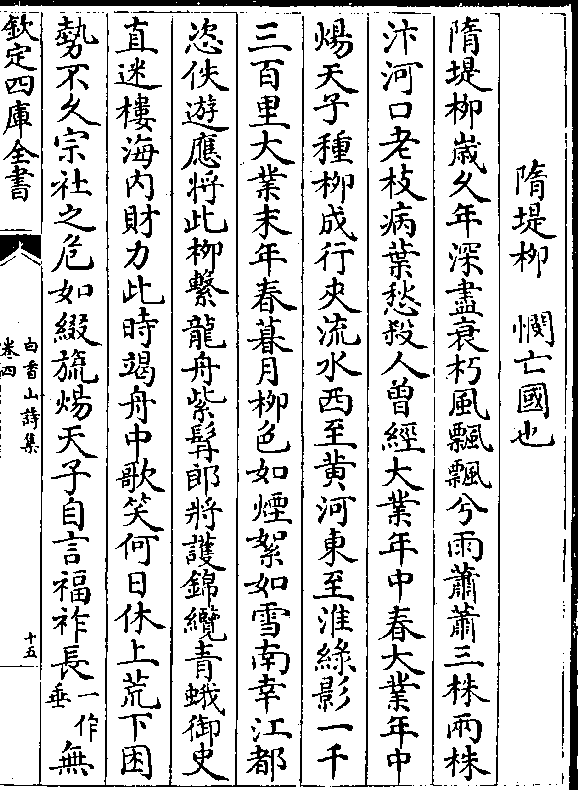 隋堤柳　憫亡國也
隋堤柳歲久年深盡衰朽風飄飄兮雨蕭蕭三株兩株
汴河口老枝病葉愁殺人曽經大業年中春大業年中
煬天子種柳成行夾流水西至黄河東至淮綠影一千
三百里大業末年春暮月柳色如煙絮如雪南幸江都
恣佚遊應將此柳繫龍舟紫髯郎將護錦纜青蛾御史
直迷樓海内財力此時竭舟中歌笑何日休上荒下困
勢不久宗社之危如綴旒煬天子自言福祚長一作垂無
欽定四庫全書
白香山詩集
卷四
十五